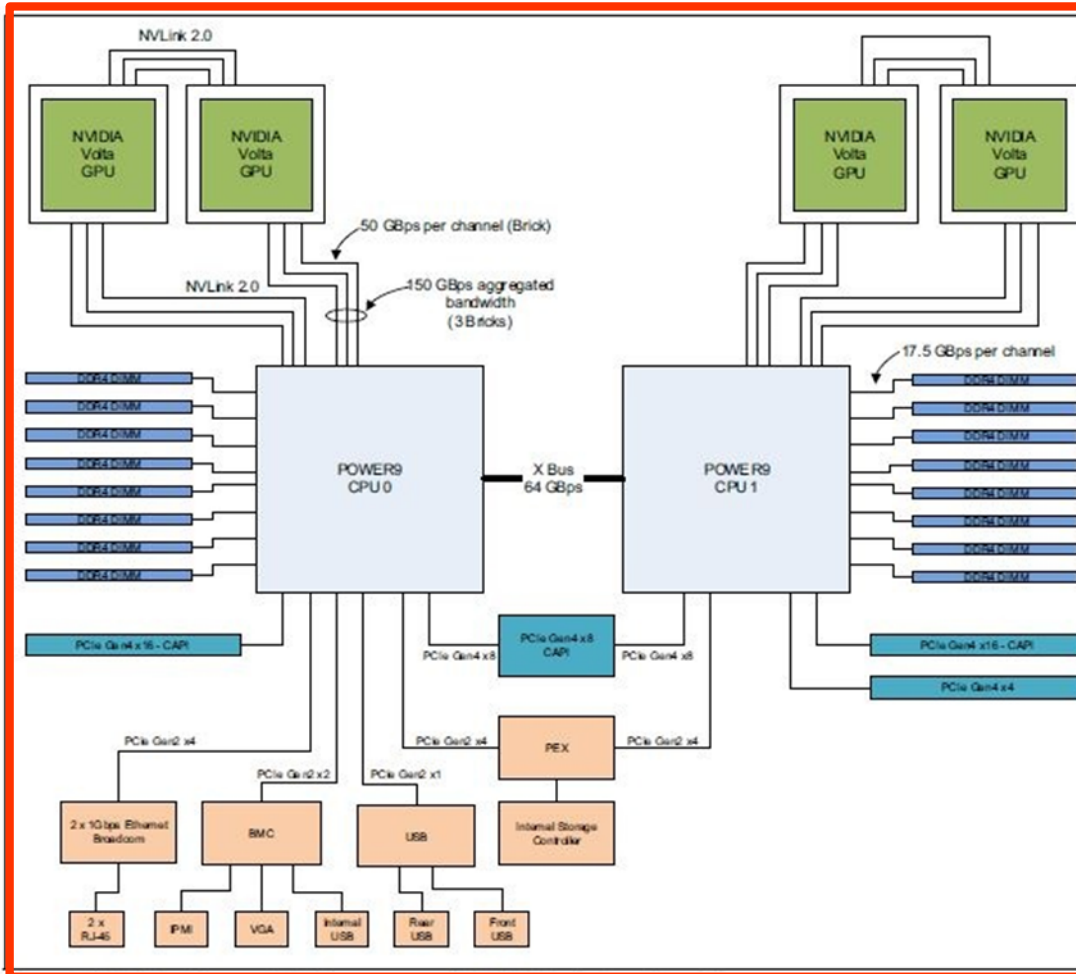 NVLink 2.0
NVIDIA
Volta
GPU
NVIDIA
Volta
GPU
NVIDIA
Volta
GPU
NVIDIA
Volta
GPU
50 GBps per channel (Brick)
NVLink 2.0
150 GBps aggregated
bandwidth
(3 Bricks)
17.5 GBps per channel
DDR4 DIMM
DDR4 DIMM
DDR4 DIMM
DDR4 DIMM
DDR4 DIMM
DDR4 DIMM
DDR4 DIMM
DDR4 DIMM
POWER9
CPU 0
X Bus
64 GBps
POWER9
CPU 1
DDR4 DIMM
DDR4 DIMM
DDR4 DIMM
DDR4 DIMM
DDR4 DIMM
DDR4 DIMM
DDR4 DIMM
DDR4 DIMM
PCIe Gen4 x16 - CAPI
PCIe Gen4 x8
PCIe Gen4 x8
CAPI
PCIe Gen4 x8
PCIe Gen4 x16 - CAPI
PCIe Gen4 x4
PCIe Gen2 x4
PCIe Gen2 x4
PEX
PCIe Gen2 x4
PCIe Gen2 x2
PCIe Gen2 x1
2 x 1Gbps Ethernet
Broadcom
BMC
USB
Internal Storage
Controller
2 x
RJ-45
IPMI
VGA
Internal
USB
Rear
USB
Front
USB